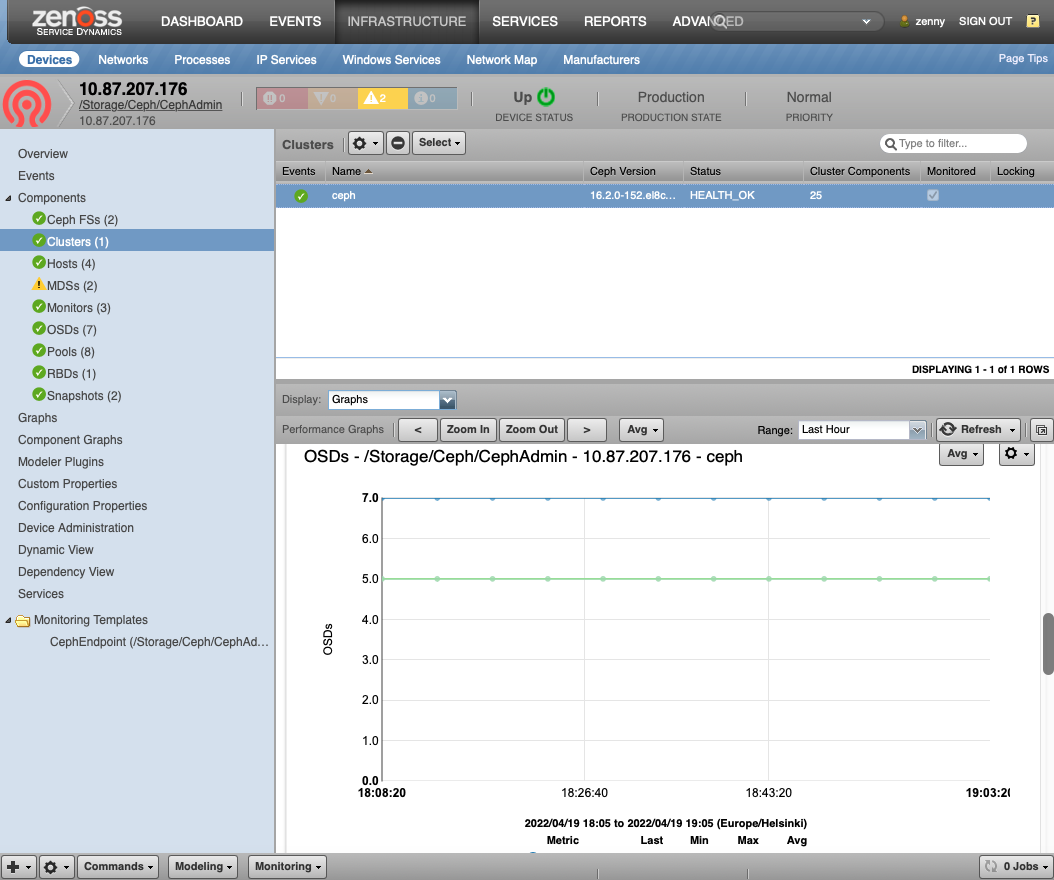 zenoss
SERVICE DYNAMICS
DASHBOARD EVENTS INFRASTRUCTURE SERVICES REPORTS ADVANCED zenny SIGN OUT ?
Devices Networks Processes IP Services Windows Services Network Map Manufacturers Page Tips
10.87.207.176
/Storage/Ceph/CephAdmin
10.87.207.176
0 0 2 0
Up
DEVICE STATUS
Production
PRODUCTION STATE
Normal
PRIORITY
Overview
Events
Components
Ceph FSs (2)
Clusters (1)
Hosts (4)
MDSs (2)
Monitors (3)
OSDs (7)
Pools (8)
RBDs (1)
Snapshots (2)
Graphs
Component Graphs
Modeler Plugins
Custom Properties
Configuration Properties
Device Administration
Dynamic View
Dependency View
Services
Monitoring Templates
CephEndpoint (/Storage/Ceph/CephAd...
Clusters Select Type to filter...
Events Name Ceph Version Status Cluster Components Monitored Locking
ceph 16.2.0-152.el8c... HEALTH_OK 25
DISPLAYING 1 - 1 of 1 ROWS
Display: Graphs
Performance Graphs < Zoom In Zoom Out > Avg Range: Last Hour Refresh
OSDs - /Storage/Ceph/CephAdmin - 10.87.207.176 - ceph
Avg
7.0
6.0
5.0
4.0
3.0
2.0
1.0
0.0
OSDs
18:08:20 18:26:40 18:43:20 19:03:20
2022/04/19 18:05 to 2022/04/19 19:05 (Europe/Helsinki)
Metric Last Min Max Avg
Commands Modeling Monitoring 0 Jobs